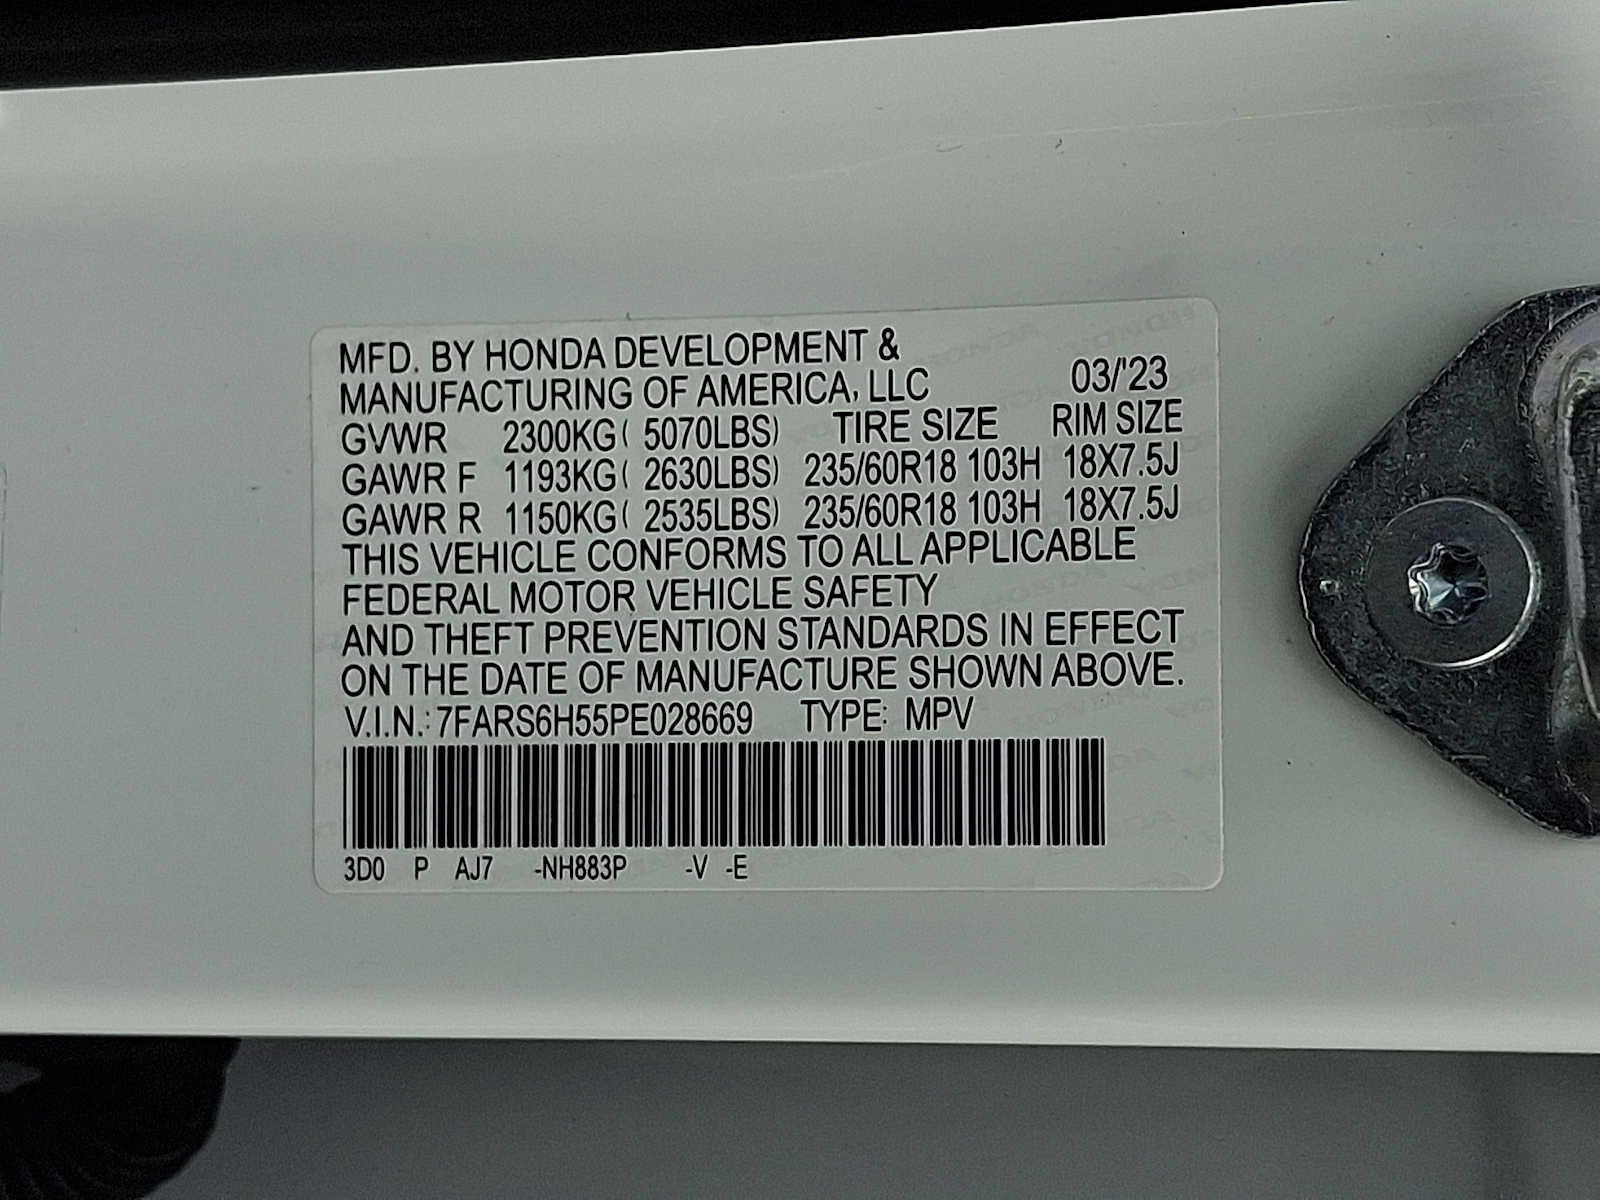 MFD. BY HONDA DEVELOPMENT &
MANUFACTURING OF AMERICA, LLC 03/'23
GVWR 2300KG( 5070LBS) TIRE SIZE RIM SIZE
GAWR F 1193KG( 2630LBS) 235/60R18 103H 18X7.5J
GAWR R 1150KG( 2535LBS) 235/60R18 103H 18X7.5J
THIS VEHICLE CONFORMS TO ALL APPLICABLE
FEDERAL MOTOR VEHICLE SAFETY
AND THEFT PREVENTION STANDARDS IN EFFECT
ON THE DATE OF MANUFACTURE SHOWN ABOVE.
V.I.N.: 7FARS6H55PE028669 TYPE: MPV
3D0 P AJ7 -NH883P -V -E